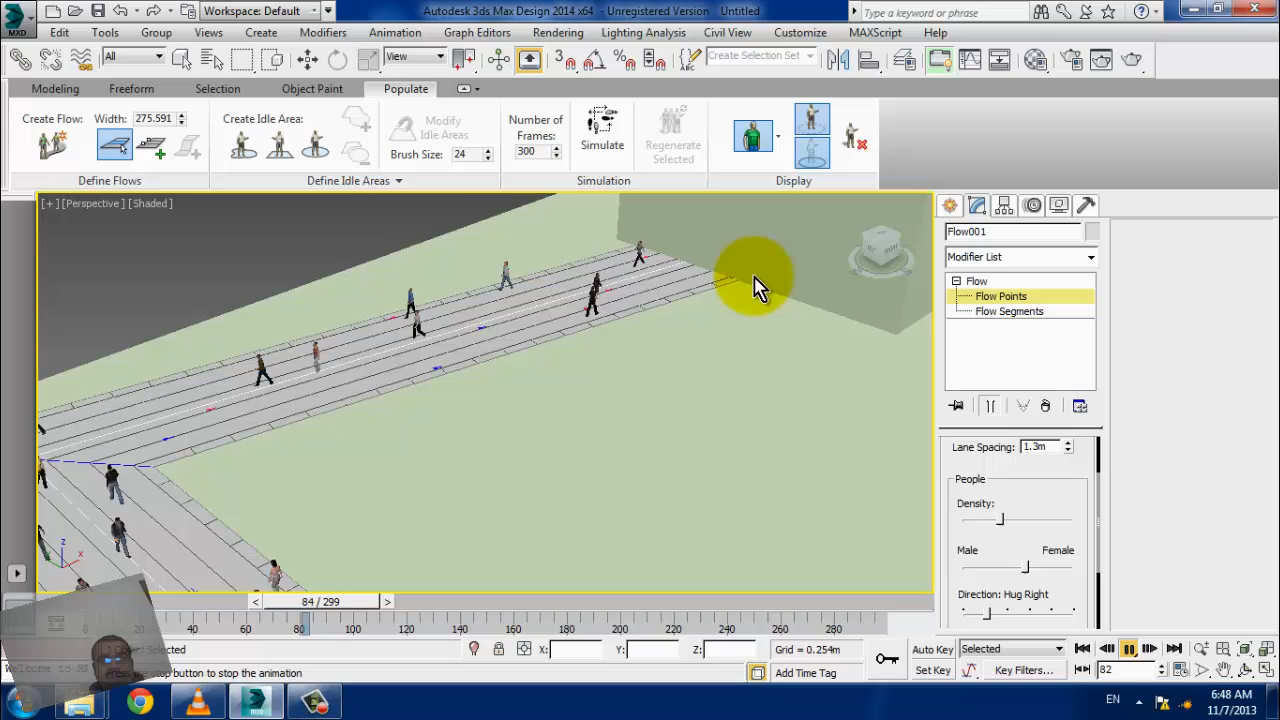 Workspace: Default
Autodesk 3ds Max Design 2014 x64 - Unregistered Version Untitled
Type a keyword or phrase
MXD
Edit Tools Group Views Create Modifiers Animation Graph Editors Rendering Lighting Analysis Civil View Customize MAXScript Help
All
View
Create Selection Set
Modeling Freeform Selection Object Paint Populate
Create Flow: Width: 275.591
Create Idle Area:
Modify
Idle Areas
Brush Size: 24
Number of
Frames:
300
Simulate
Regenerate
Selected
Define Flows
Define Idle Areas
Simulation
Display
[+] [Perspective] [Shaded]
Flow001
Modifier List
Flow
Flow Points
Flow Segments
Lane Spacing: 1.3m
People
Density:
Male Female
Direction: Hug Right
z
x
< 84 / 299 >
0 20 40 60 80 100 120 140 160 180 200 220 240 260 280
Object Selected
X: Y: Z:
Grid = 0.254m
Auto Key
Selected
Welcome to M
stop button to stop the animation
Add Time Tag
Set Key
Key Filters...
82
EN
6:48 AM
11/7/2013